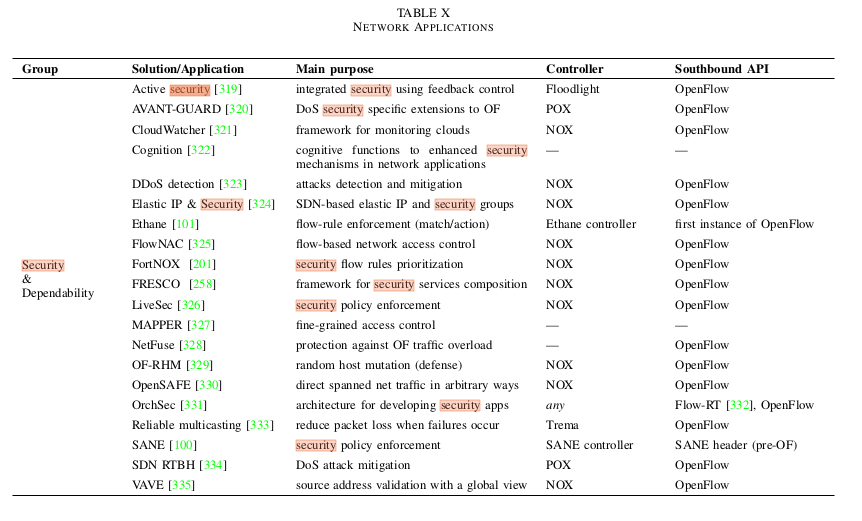 TABLE X
NETWORK APPLICATIONS
Group Solution/Application Main purpose Controller Southbound API
Active security [319] integrated security using feedback control Floodlight OpenFlow
AVANT-GUARD [320] DoS security specific extensions to OF POX OpenFlow
CloudWatcher [321] framework for monitoring clouds NOX OpenFlow
Cognition [322] cognitive functions to enhanced security — —
mechanisms in network applications
DDoS detection [323] attacks detection and mitigation NOX OpenFlow
Elastic IP & Security [324] SDN-based elastic IP and security groups NOX OpenFlow
Ethane [101] flow-rule enforcement (match/action) Ethane controller first instance of OpenFlow
FlowNAC [325] flow-based network access control NOX OpenFlow
Security FortNOX [201] security flow rules prioritization NOX OpenFlow
&
Dependability
FRESCO [258] framework for security services composition NOX OpenFlow
LiveSec [326] security policy enforcement NOX OpenFlow
MAPPER [327] fine-grained access control — —
NetFuse [328] protection against OF traffic overload — OpenFlow
OF-RHM [329] random host mutation (defense) NOX OpenFlow
OpenSAFE [330] direct spanned net traffic in arbitrary ways NOX OpenFlow
OrchSec [331] architecture for developing security apps any Flow-RT [332], OpenFlow
Reliable multicasting [333] reduce packet loss when failures occur Trema OpenFlow
SANE [100] security policy enforcement SANE controller SANE header (pre-OF)
SDN RTBH [334] DoS attack mitigation POX OpenFlow
VAVE [335] source address validation with a global view NOX OpenFlow